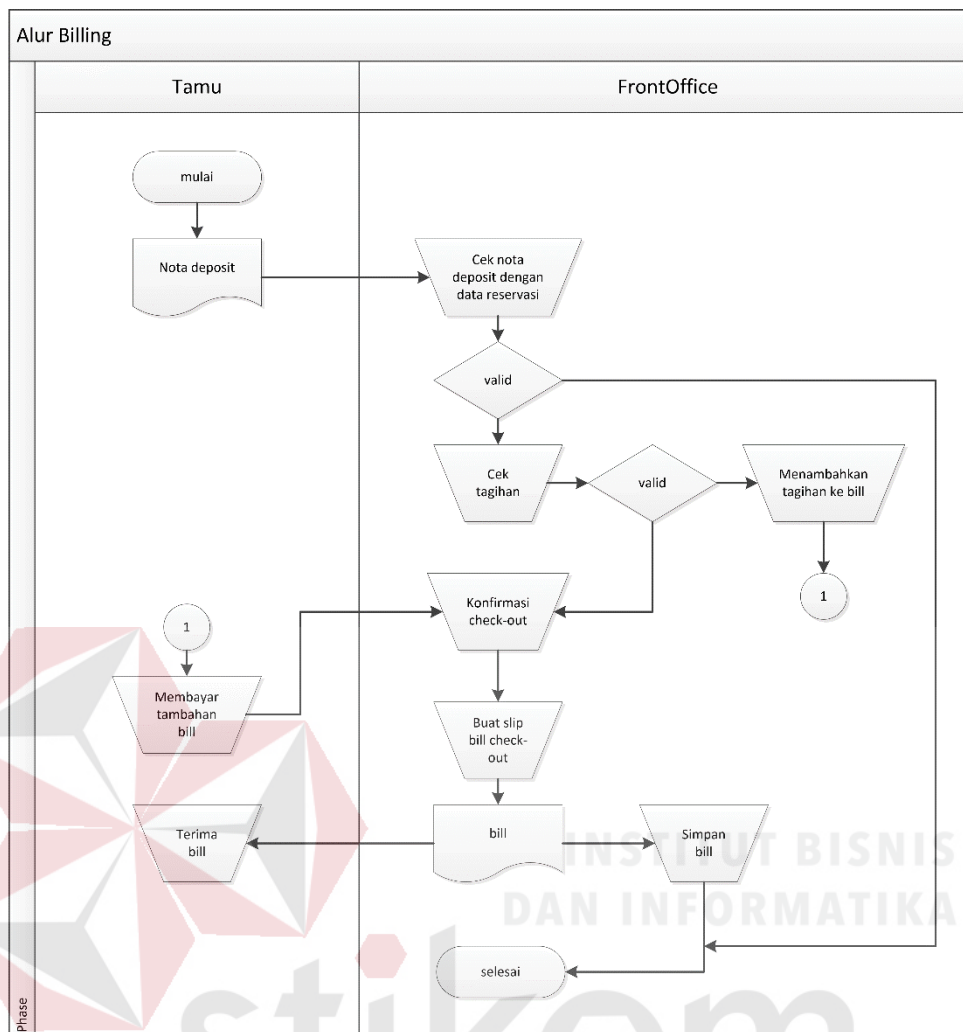 Alur Billing
Tamu
FrontOffice
mulai
Nota deposit
Cek nota
deposit dengan
data reservasi
valid
Cek
tagihan
valid
Menambahkan
tagihan ke bill
1
Konfirmasi
check-out
1
Membayar
tambahan
bill
Buat slip
bill check-
out
Terima
bill
bill
Simpan
bill
INSTITUT BISNIS
DAN INFORMATIKA
selesai
stikom
Phase